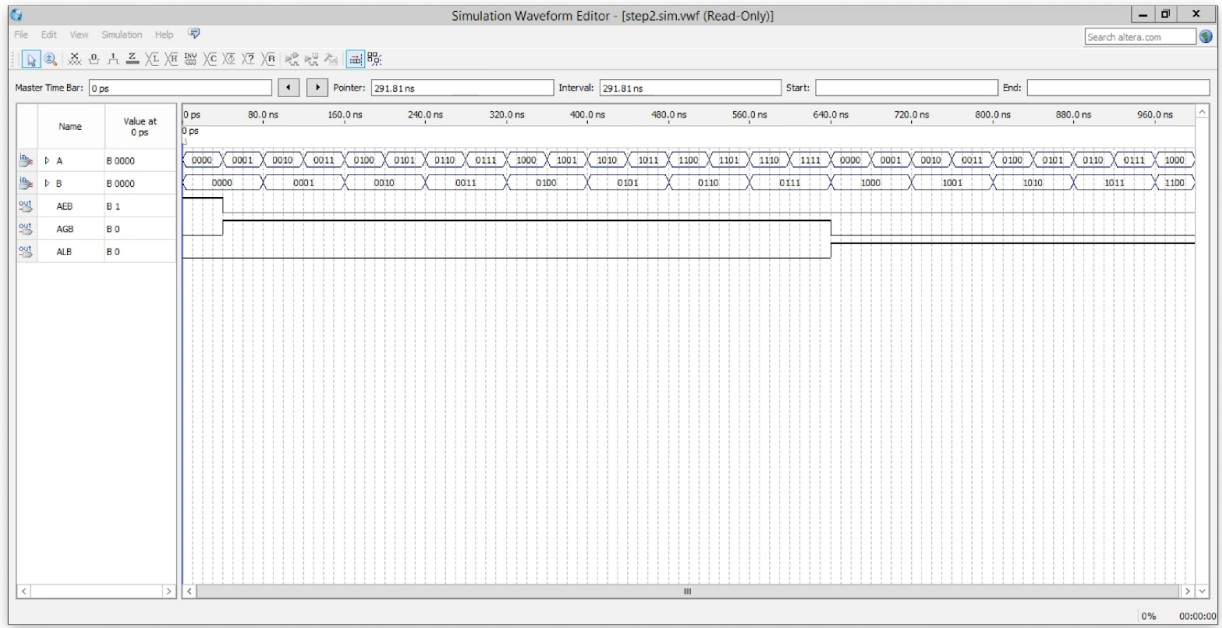 Simulation Waveform Editor - [step2.sim.vwf (Read-Only)]
File Edit View Simulation Help
Search altera.com
Master Time Bar: 0 ps Pointer: 291.81 ns Interval: 291.81 ns Start: End:
Name Value at 0 ps
0 ps 80.0 ns 160.0 ns 240.0 ns 320.0 ns 400.0 ns 480.0 ns 560.0 ns 640.0 ns 720.0 ns 800.0 ns 880.0 ns 960.0 ns
0 ps
A B 0000 0000 0001 0010 0011 0100 0101 0110 0111 1000 1001 1010 1011 1100 1101 1110 1111 0000 0001 0010 0011 0100 0101 0110 0111 1000
B B 0000 0000 0001 0010 0011 0100 0101 0110 0111 1000 1001 1010 1011 1100
out AEB B 1
out AGB B 0
out ALB B 0
0% 00:00:00